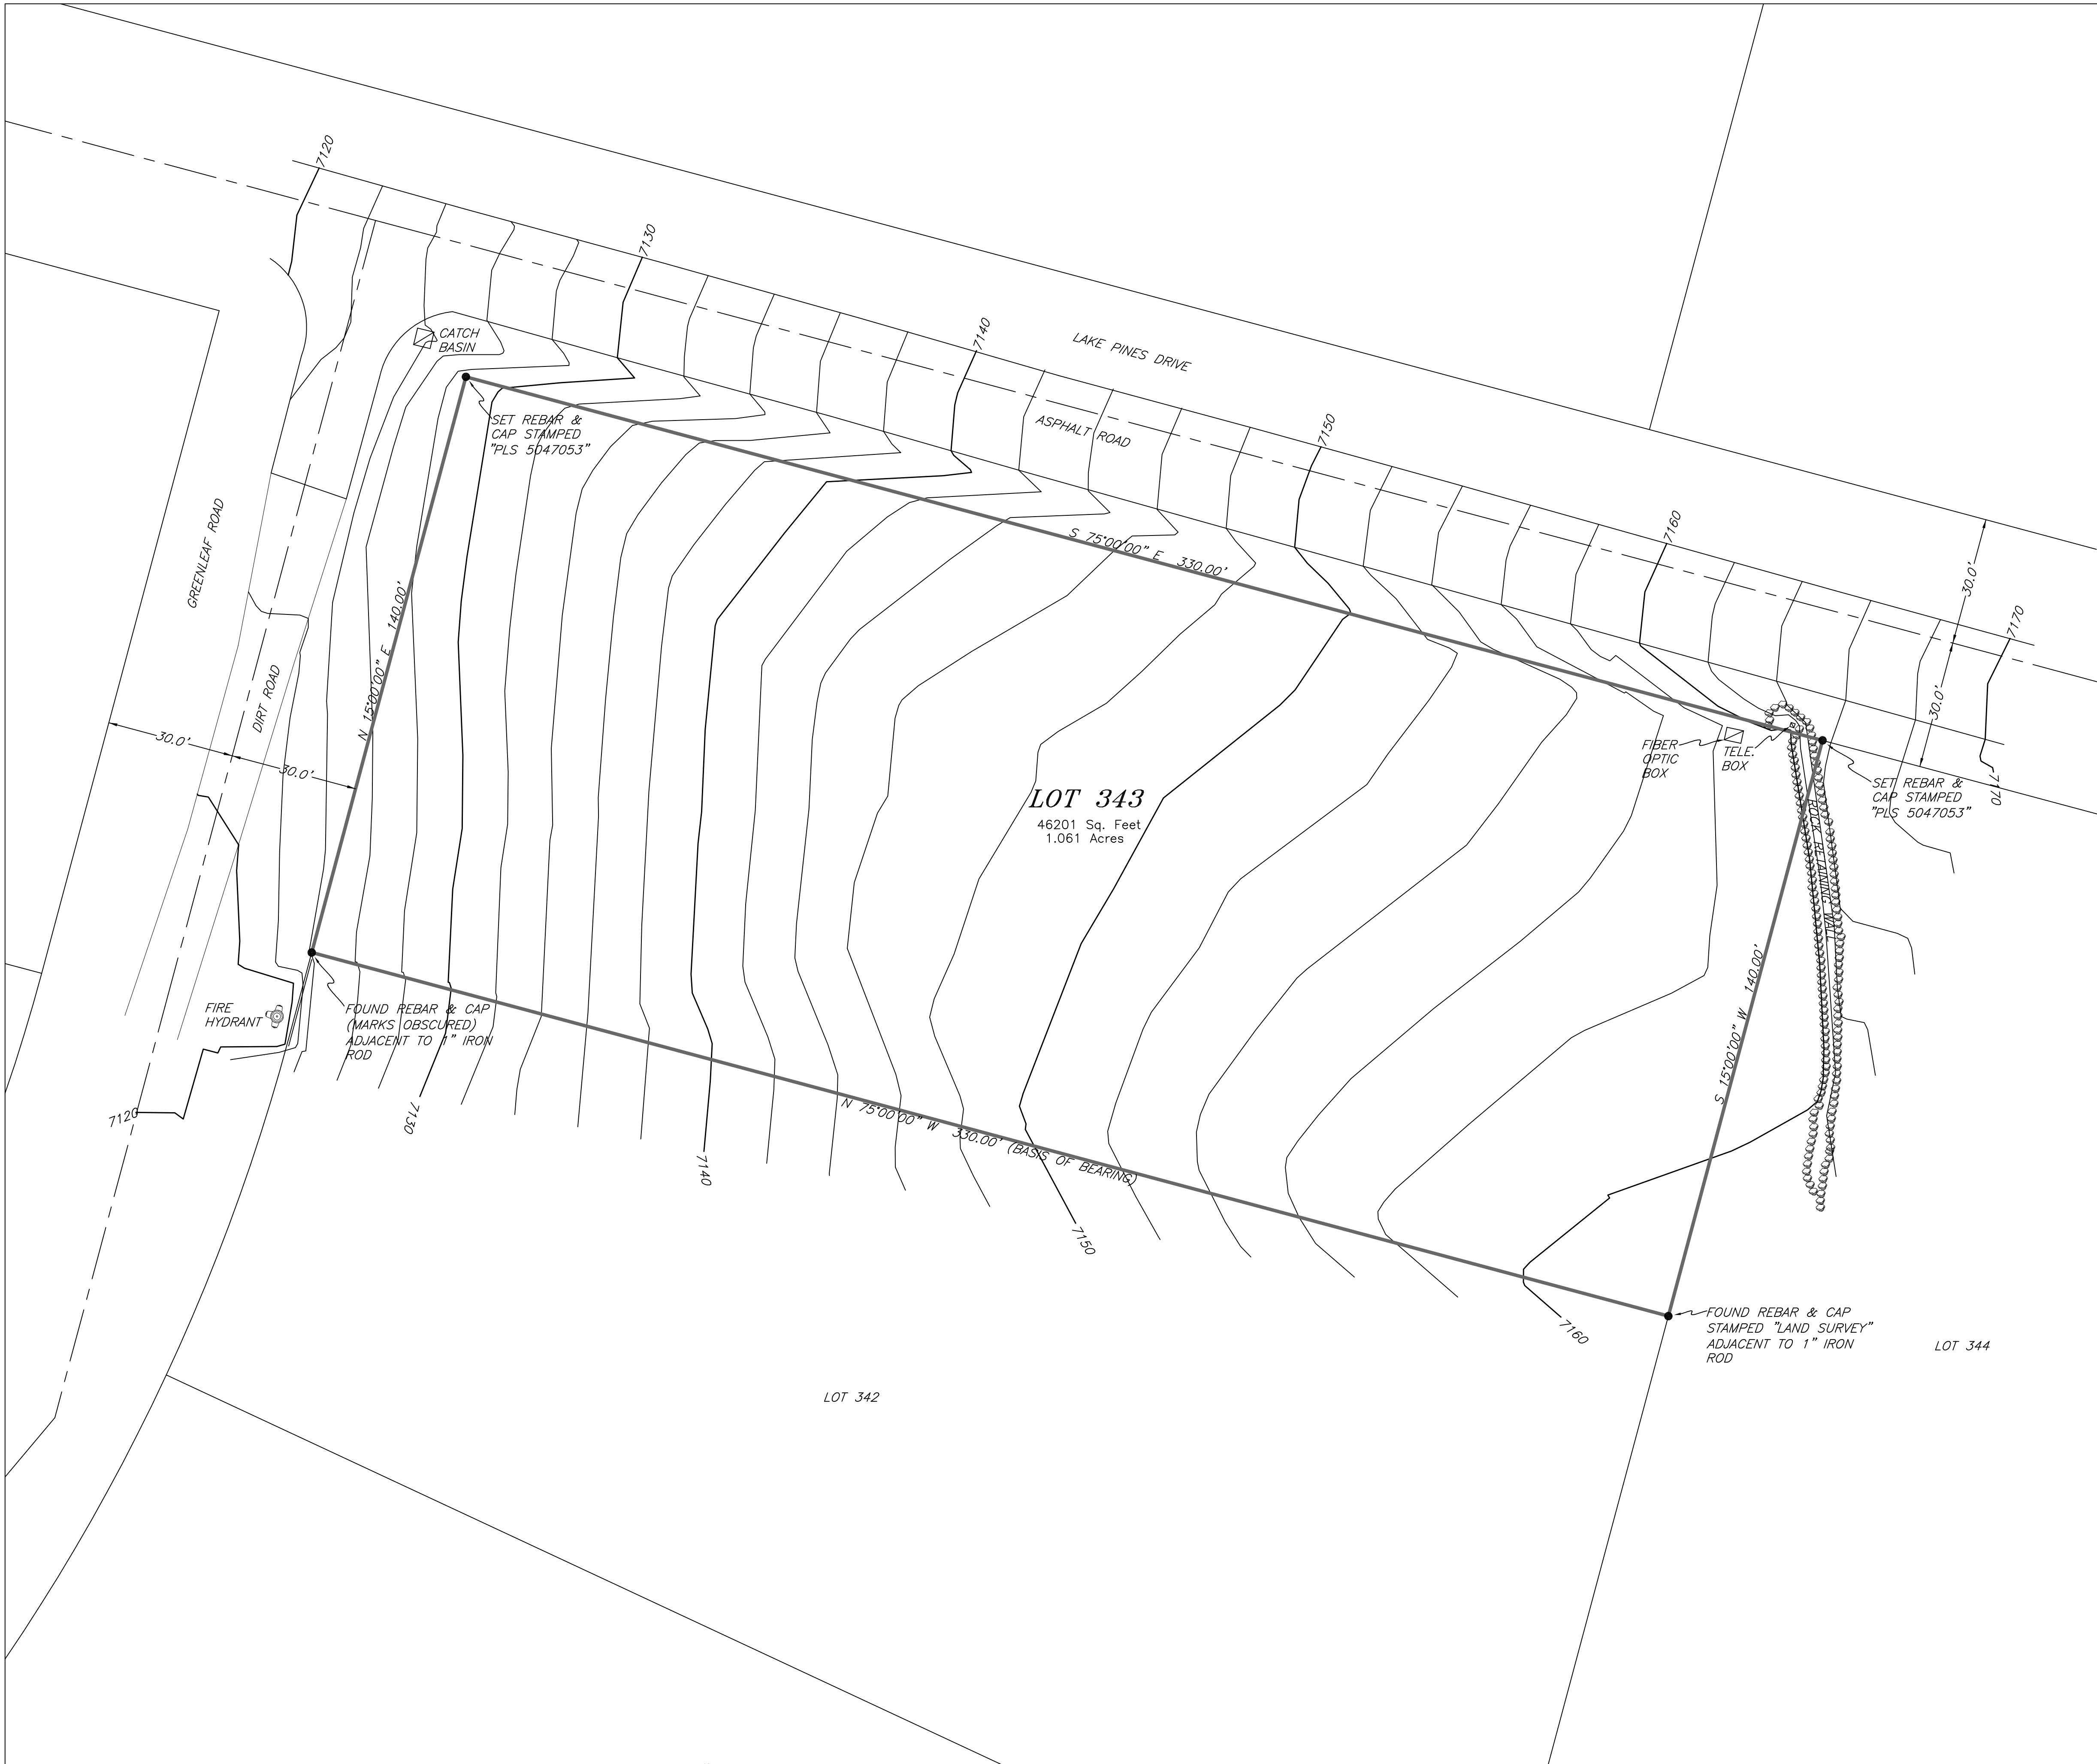 7120
7130
7140
LAKE PINES DRIVE
CATCH
BASIN
ASPHALT ROAD
7150
SET REBAR &
CAP STAMPED
"PLS 5047053"
7160
S 75°00'00" E 330.00'
GREENLEAF ROAD
30.0'
7170
N 15°00'00" E 140.00'
DIRT ROAD
30.0'
30.0'
30.0'
FIBER
OPTIC
BOX
TELE.
BOX
7170
SET REBAR &
CAP STAMPED
"PLS 5047053"
LOT 343
46201 Sq. Feet
1.061 Acres
ROCK RETAINING WALL
FIRE
HYDRANT
FOUND REBAR & CAP
(MARKS OBSCURED)
ADJACENT TO 1" IRON
ROD
S 15°00'00" W 140.00'
7120
7130
7140
N 75°00'00" W 330.00' (BASIS OF BEARING)
7150
7160
FOUND REBAR & CAP
STAMPED "LAND SURVEY"
ADJACENT TO 1" IRON
ROD
LOT 344
LOT 342